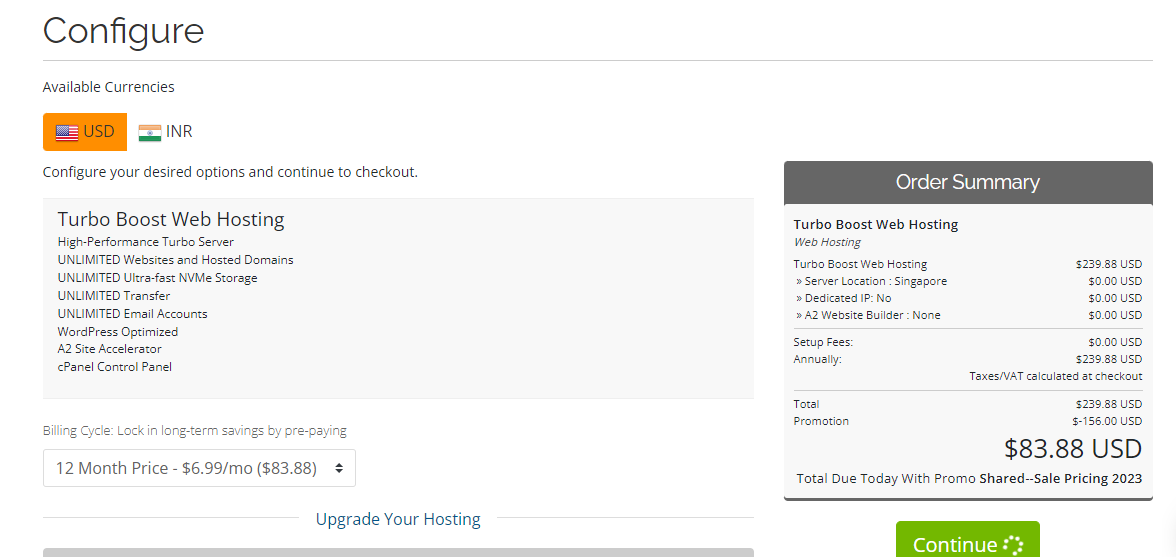 Configure
Available Currencies
USD INR
Configure your desired options and continue to checkout.
Turbo Boost Web Hosting
High-Performance Turbo Server
UNLIMITED Websites and Hosted Domains
UNLIMITED Ultra-fast NVMe Storage
UNLIMITED Transfer
UNLIMITED Email Accounts
WordPress Optimized
A2 Site Accelerator
cPanel Control Panel
Billing Cycle: Lock in long-term savings by pre-paying
12 Month Price - $6.99/mo ($83.88)
Upgrade Your Hosting
Order Summary
Turbo Boost Web Hosting
Web Hosting
Turbo Boost Web Hosting $239.88 USD
» Server Location : Singapore $0.00 USD
» Dedicated IP: No $0.00 USD
» A2 Website Builder : None $0.00 USD
Setup Fees: $0.00 USD
Annually: $239.88 USD
Taxes/VAT calculated at checkout
Total $239.88 USD
Promotion $-156.00 USD
$83.88 USD
Total Due Today With Promo Shared--Sale Pricing 2023
Continue